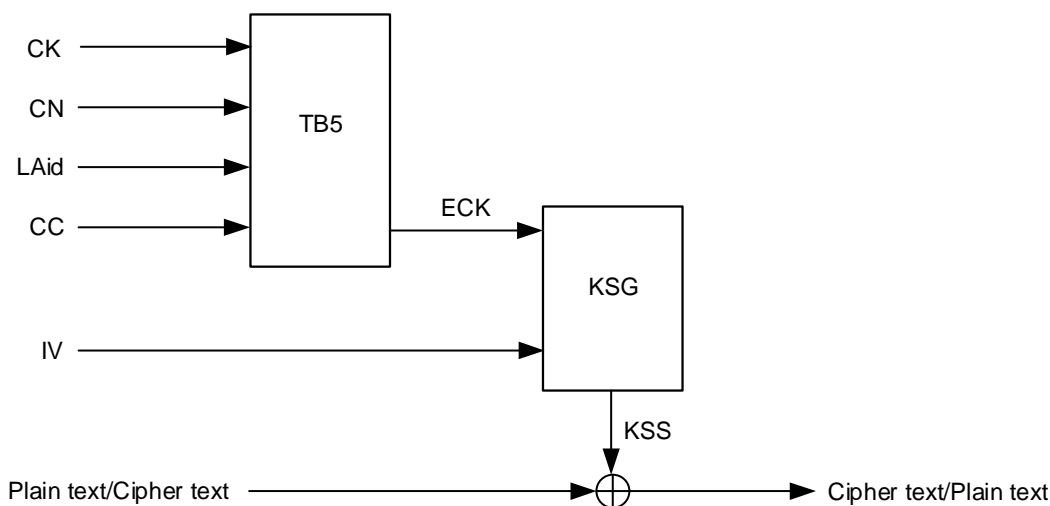 CK
CN
TB5
LAid
CC
ECK
KSG
IV
KSS
Plain text/Cipher text
Cipher text/Plain text